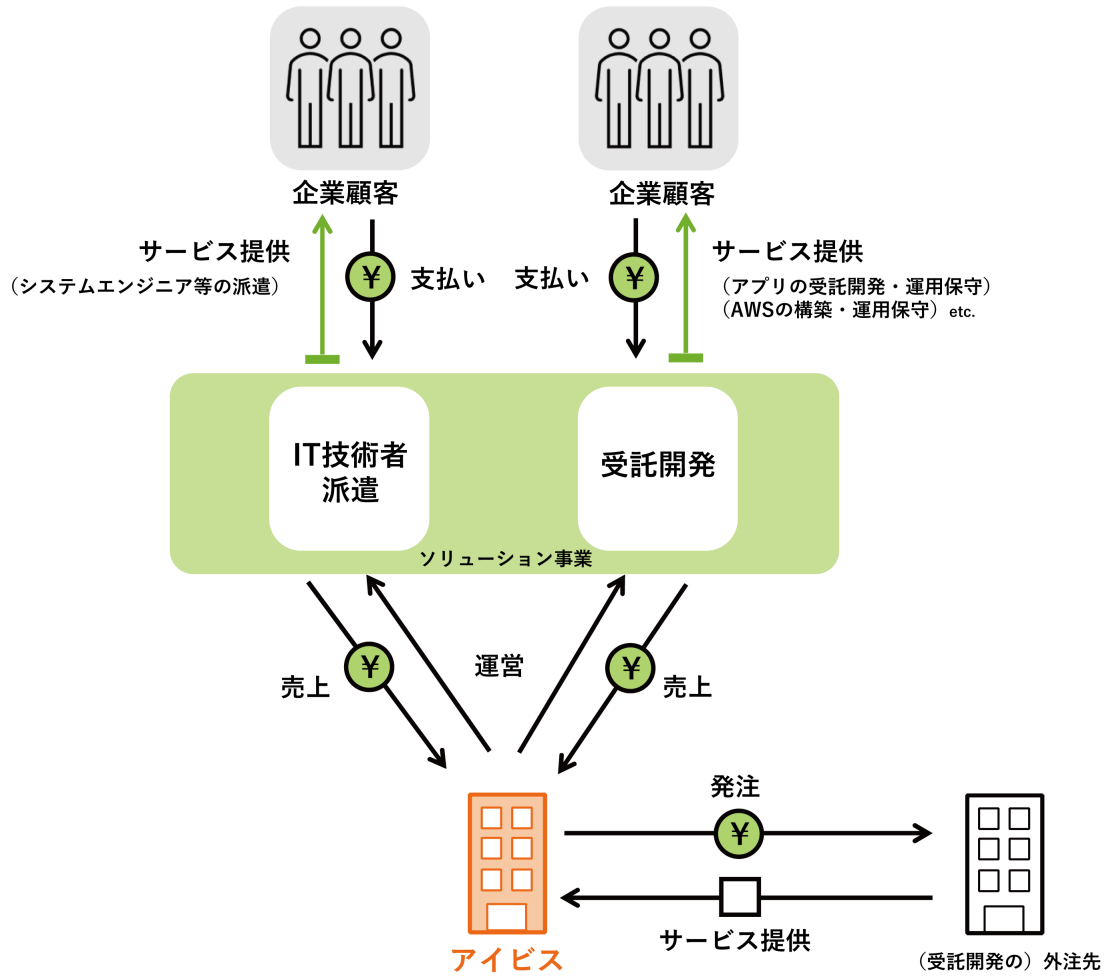 企業顧客
企業顧客
サービス提供
（システムエンジニア等の派遣）
¥
支払い
支払い
¥
サービス提供
（アプリの受託開発・運用保守）
（AWSの構築・運用保守）etc.
IT技術者
派遣
受託開発
ソリューション事業
売上
¥
運営
¥
売上
発注
¥
サービス提供
アイビス
（受託開発の）外注先